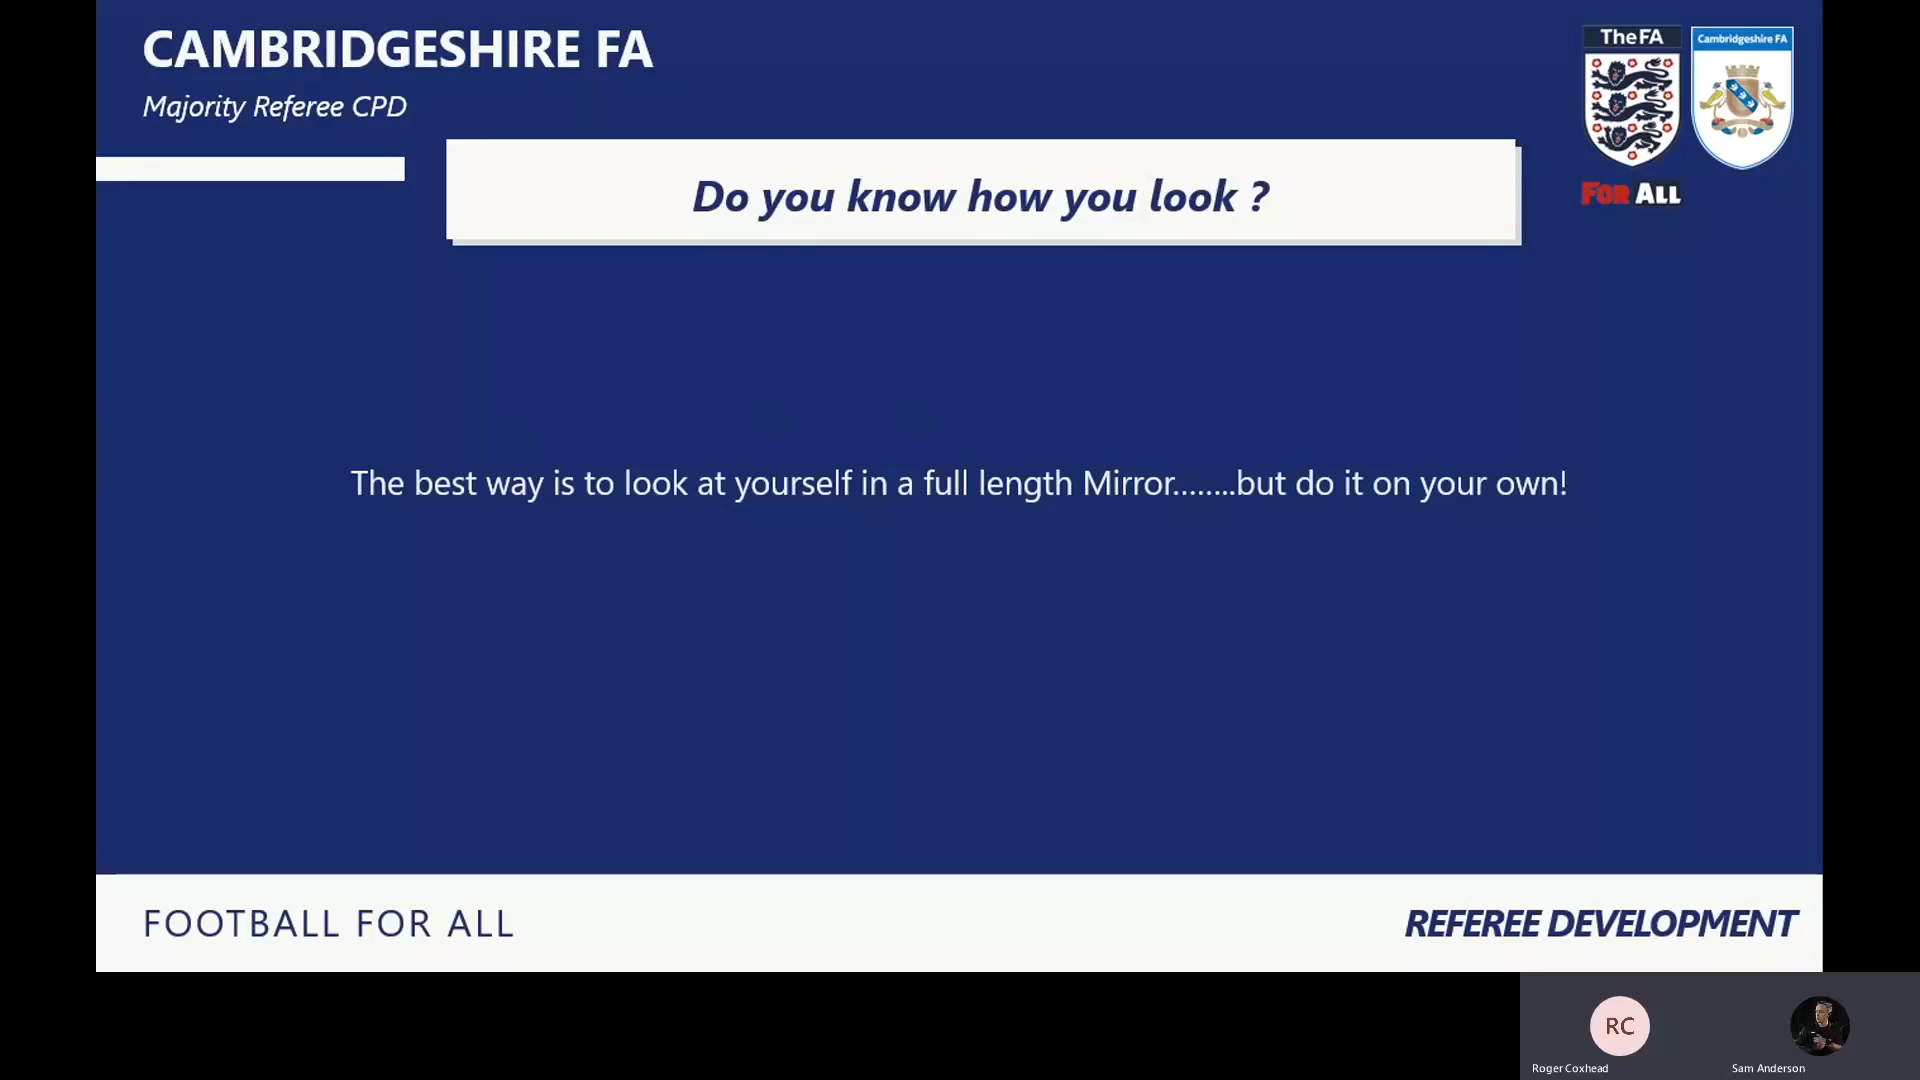 CAMBRIDGESHIRE FA
Majority Referee CPD
Do you know how you look ?
TheFA
Cambridgeshire FA
FOR ALL
The best way is to look at yourself in a full length Mirror........but do it on your own!
FOOTBALL FOR ALL
REFEREE DEVELOPMENT
RC
Roger Coxhead
Sam Anderson